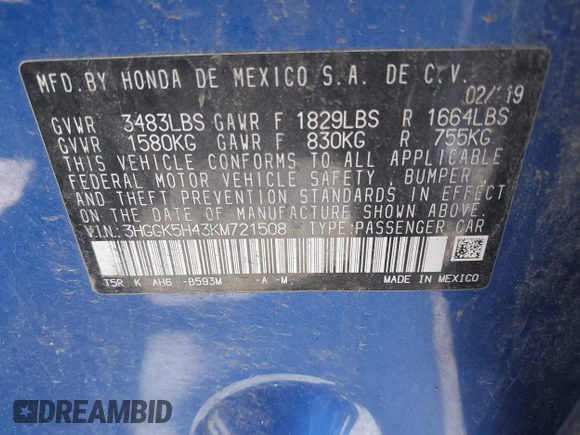 MFD.BY HONDA DE MEXICO S.A. DE C.V.
02/'19
GVWR 3483LBS GAWR F 1829LBS R 1664LBS
GVWR 1580KG GAWR F 830KG R 755KG
THIS VEHICLE CONFORMS TO ALL APPLICABLE
FEDERAL MOTOR VEHICLE SAFETY BUMPER
AND THEFT PREVENTION STANDARDS IN EFFECT
ON THE DATE OF MANUFACTURE SHOWN ABOVE.
V.I.N.: 3HGGK5H43KM721508 TYPE:PASSENGER CAR
T5R K AH6 -B593M -A -M MADE IN MEXICO
DREAMBID